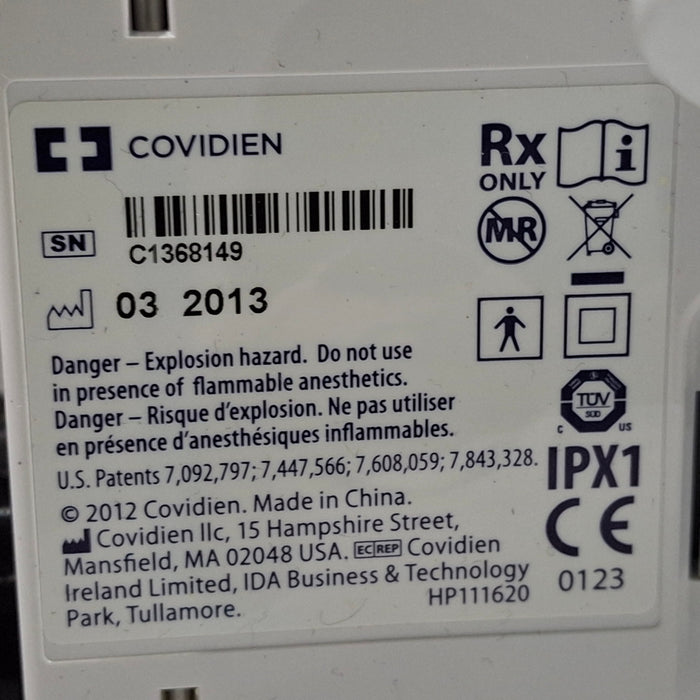 COVIDIEN
Rx
ONLY
i
SN
C1368149
MR
03 2013
Danger – Explosion hazard. Do not use
in presence of flammable anesthetics.
Danger – Risque d'explosion. Ne pas utiliser
en présence d'anesthésiques inflammables.
TÜV
SÜD
C US
U.S. Patents 7,092,797; 7,447,566; 7,608,059; 7,843,328.
IPX1
© 2012 Covidien. Made in China.
Covidien llc, 15 Hampshire Street,
Mansfield, MA 02048 USA. EC REP Covidien
Ireland Limited, IDA Business & Technology
Park, Tullamore.
HP111620
CE
0123